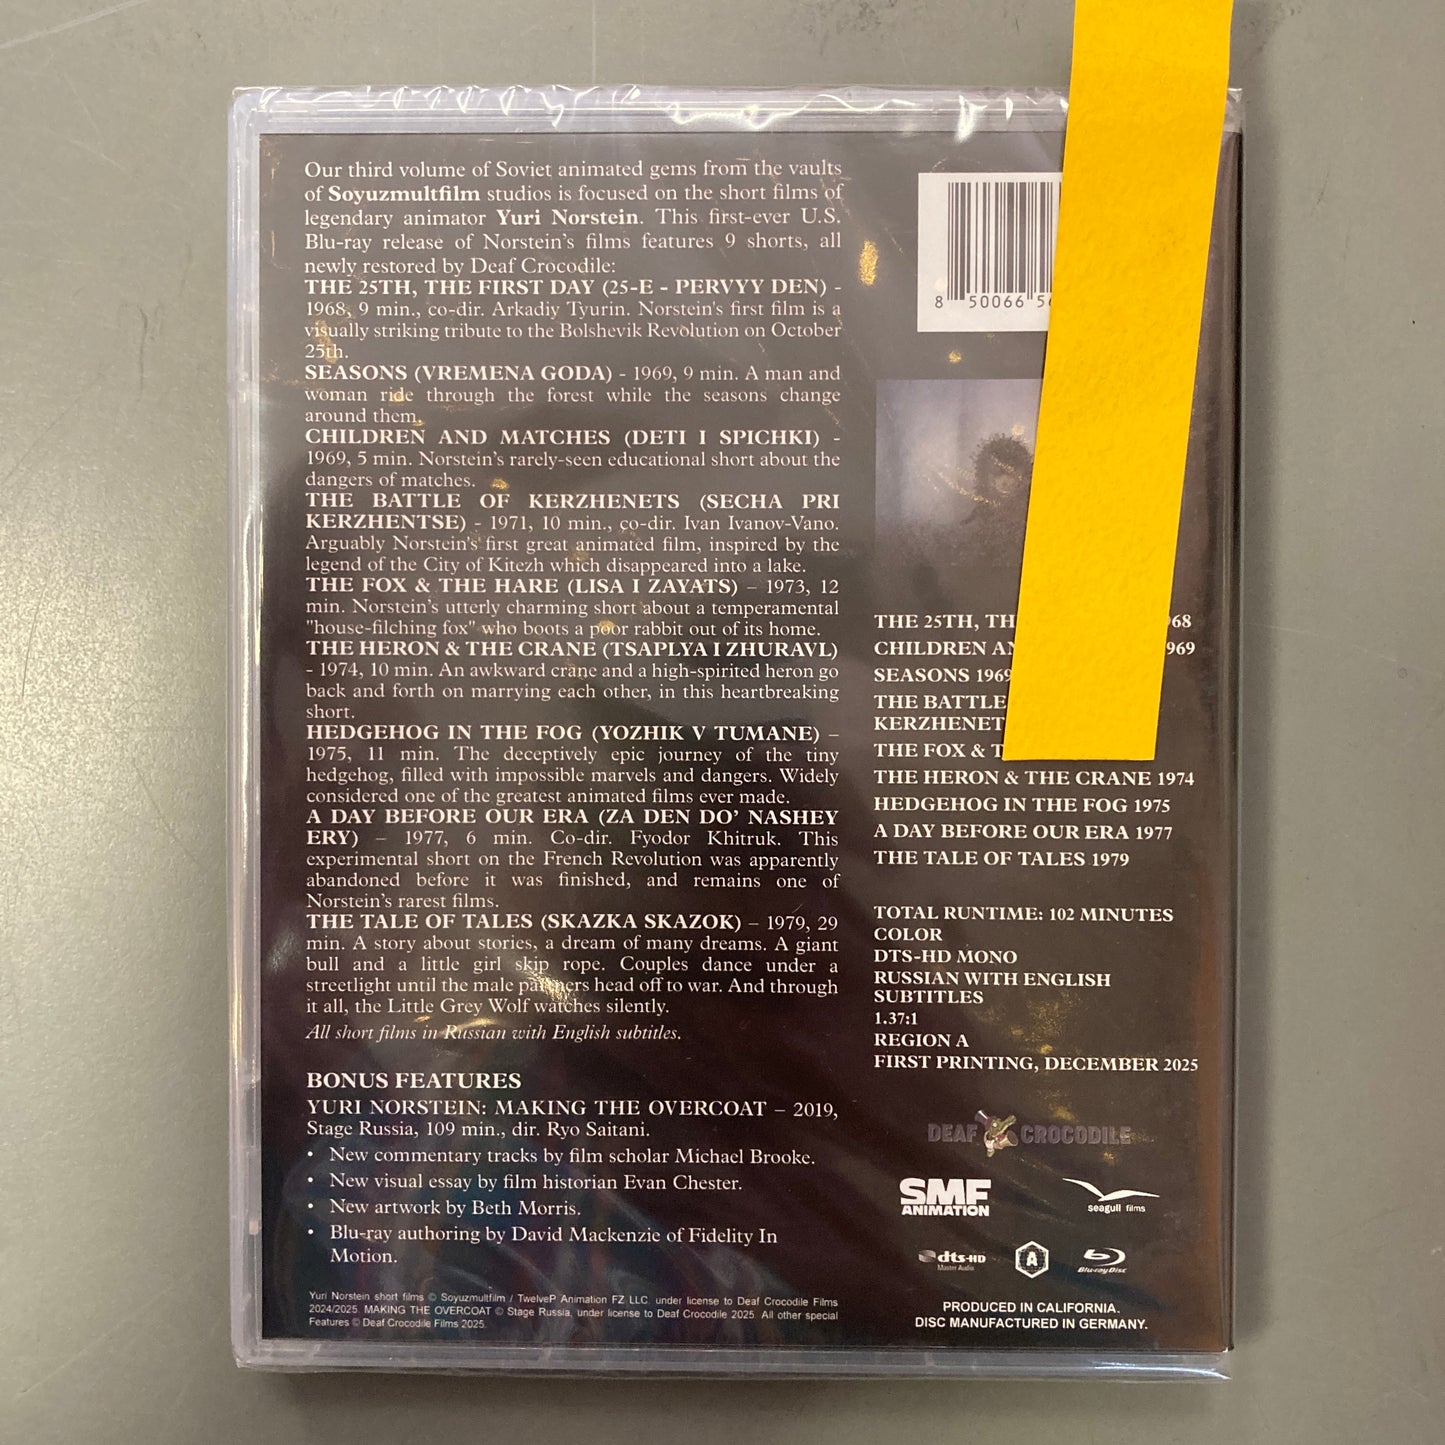 Our third volume of Soviet animated gems from the vaults
of Soyuzmultfilm studios is focused on the short films of
legendary animator Yuri Norstein. This first-ever U.S.
Blu-ray release of Norstein's films features 9 shorts, all
newly restored by Deaf Crocodile:
THE 25TH, THE FIRST DAY (25-E - PERVYY DEN) -
1968, 9 min., co-dir. Arkadiy Tyurin. Norstein's first film is a
visually striking tribute to the Bolshevik Revolution on October
25th.
SEASONS (VREMENA GODA) - 1969, 9 min. A man and
woman ride through the forest while the seasons change
around them.
CHILDREN AND MATCHES (DETI I SPICHKI) -
1969, 5 min. Norstein's rarely-seen educational short about the
dangers of matches.
THE BATTLE OF KERZHENETS (SECHA PRI
KERZHENTSE) - 1971, 10 min., co-dir. Ivan Ivanov-Vano.
Arguably Norstein's first great animated film, inspired by the
legend of the City of Kitezh which disappeared into a lake.
THE FOX & THE HARE (LISA I ZAYATS) – 1973, 12
min. Norstein's utterly charming short about a temperamental
"house-filching fox" who boots a poor rabbit out of its home.
THE HERON & THE CRANE (TSAPLYA I ZHURAVL)
- 1974, 10 min. An awkward crane and a high-spirited heron go
back and forth on marrying each other, in this heartbreaking
short.
HEDGEHOG IN THE FOG (YOZHIK V TUMANE) –
1975, 11 min. The deceptively epic journey of the tiny
hedgehog, filled with impossible marvels and dangers. Widely
considered one of the greatest animated films ever made.
A DAY BEFORE OUR ERA (ZA DEN DO' NASHEY
ERY) – 1977, 6 min. Co-dir. Fyodor Khitruk. This
experimental short on the French Revolution was apparently
abandoned before it was finished, and remains one of
Norstein's rarest films.
THE TALE OF TALES (SKAZKA SKAZOK) – 1979, 29
min. A story about stories, a dream of many dreams. A giant
bull and a little girl skip rope. Couples dance under a
streetlight until the male partners head off to war. And through
it all, the Little Grey Wolf watches silently.
All short films in Russian with English subtitles.
BONUS FEATURES
YURI NORSTEIN: MAKING THE OVERCOAT – 2019,
Stage Russia, 109 min., dir. Ryo Saitani.
• New commentary tracks by film scholar Michael Brooke.
• New visual essay by film historian Evan Chester.
• New artwork by Beth Morris.
• Blu-ray authoring by David Mackenzie of Fidelity In
Motion.
Yuri Norstein short films © Soyuzmultfilm / TwelveP Animation FZ LLC under license to Deaf Crocodile Films
2024/2025. MAKING THE OVERCOAT © Stage Russia, under license to Deaf Crocodile 2025. All other special
Features © Deaf Crocodile Films 2025.
8 50066 5
THE 25TH, TH 68
CHILDREN AN 969
SEASONS 1969
THE BATTLE
KERZHENET
THE FOX & T
THE HERON & THE CRANE 1974
HEDGEHOG IN THE FOG 1975
A DAY BEFORE OUR ERA 1977
THE TALE OF TALES 1979
TOTAL RUNTIME: 102 MINUTES
COLOR
DTS-HD MONO
RUSSIAN WITH ENGLISH
SUBTITLES
1.37:1
REGION A
FIRST PRINTING, DECEMBER 2025
DEAF CROCODILE
SMF
ANIMATION
seagull films
dts-HD
Master Audio
A
Blu-ray Disc
PRODUCED IN CALIFORNIA.
DISC MANUFACTURED IN GERMANY.